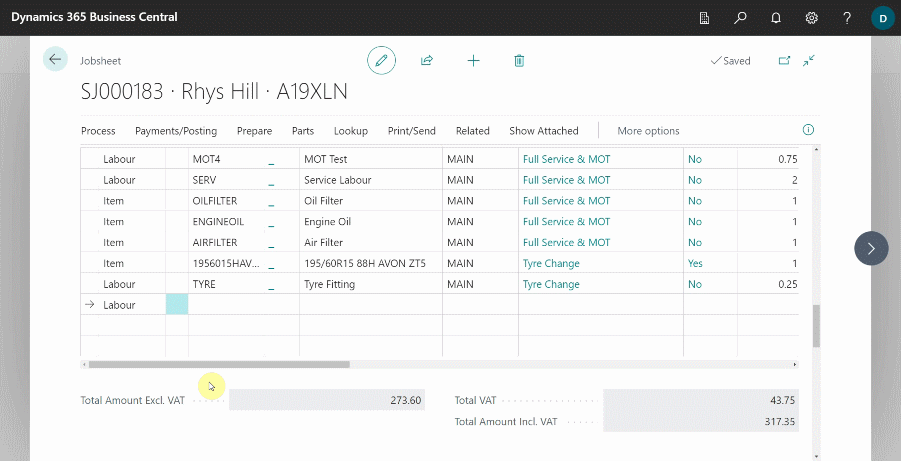 Dynamics 365 Business Central
D
Jobsheet
Saved
SJ000183 · Rhys Hill · A19XLN
Process Payments/Posting Prepare Parts Lookup Print/Send Related Show Attached More options
Labour MOT4 _ MOT Test MAIN Full Service & MOT No 0.75
Labour SERV _ Service Labour MAIN Full Service & MOT No 2
Item OILFILTER _ Oil Filter MAIN Full Service & MOT No 1
Item ENGINEOIL _ Engine Oil MAIN Full Service & MOT No 1
Item AIRFILTER _ Air Filter MAIN Full Service & MOT No 1
Item 1956015HAV... _ 195/60R15 88H AVON ZT5 MAIN Tyre Change Yes 1
Labour TYRE _ Tyre Fitting MAIN Tyre Change No 0.25
Labour
Total Amount Excl. VAT 273.60 Total VAT 43.75
Total Amount Incl. VAT 317.35